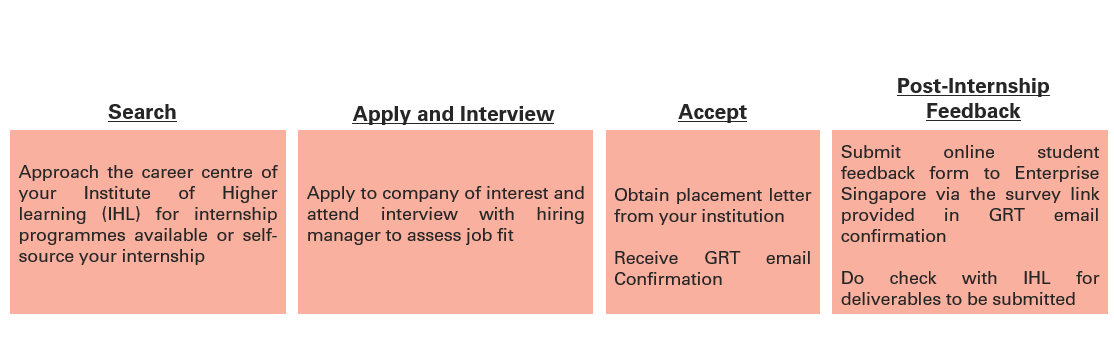 Search
Approach the career centre of
your Institute of Higher
learning (IHL) for internship
programmes available or self-
source your internship
Apply and Interview
Apply to company of interest and
attend interview with hiring
manager to assess job fit
Accept
Obtain placement letter
from your institution
Receive GRT email
Confirmation
Post-Internship
Feedback
Submit online student
feedback form to Enterprise
Singapore via the survey link
provided in GRT email
confirmation
Do check with IHL for
deliverables to be submitted